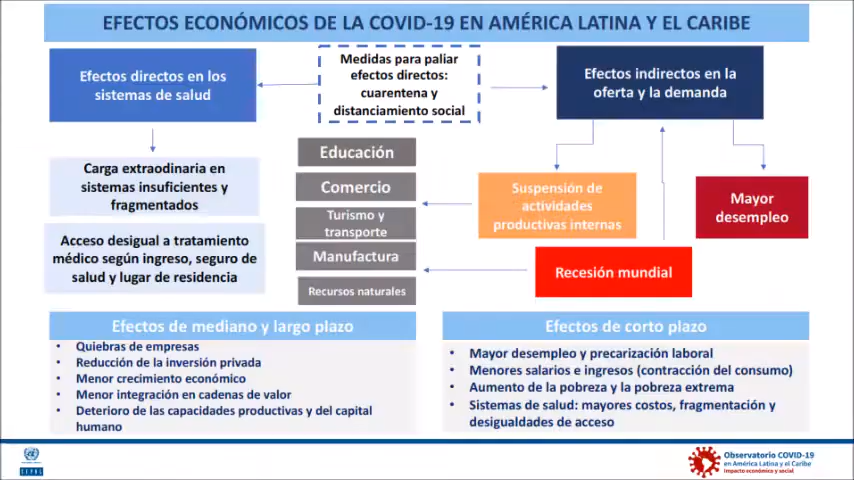 EFECTOS ECONÓMICOS DE LA COVID-19 EN AMÉRICA LATINA Y EL CARIBE
Efectos directos en los
sistemas de salud
Medidas para paliar
efectos directos:
cuarentena y
distanciamiento social
Efectos indirectos en la
oferta y la demanda
Carga extraodinaria en
sistemas insuficientes y
fragmentados
Acceso desigual a tratamiento
médico según ingreso, seguro de
salud y lugar de residencia
Educación
Comercio
Turismo y
transporte
Manufactura
Recursos naturales
Suspensión de
actividades
productivas internas
Mayor
desempleo
Recesión mundial
Efectos de mediano y largo plazo
• Quiebras de empresas
• Reducción de la inversión privada
• Menor crecimiento económico
• Menor integración en cadenas de valor
• Deterioro de las capacidades productivas y del capital
humano
Efectos de corto plazo
• Mayor desempleo y precarización laboral
• Menores salarios e ingresos (contracción del consumo)
• Aumento de la pobreza y la pobreza extrema
• Sistemas de salud: mayores costos, fragmentación y
desigualdades de acceso
CEPAL
Observatorio COVID-19
en América Latina y el Caribe
Impacto económico y social